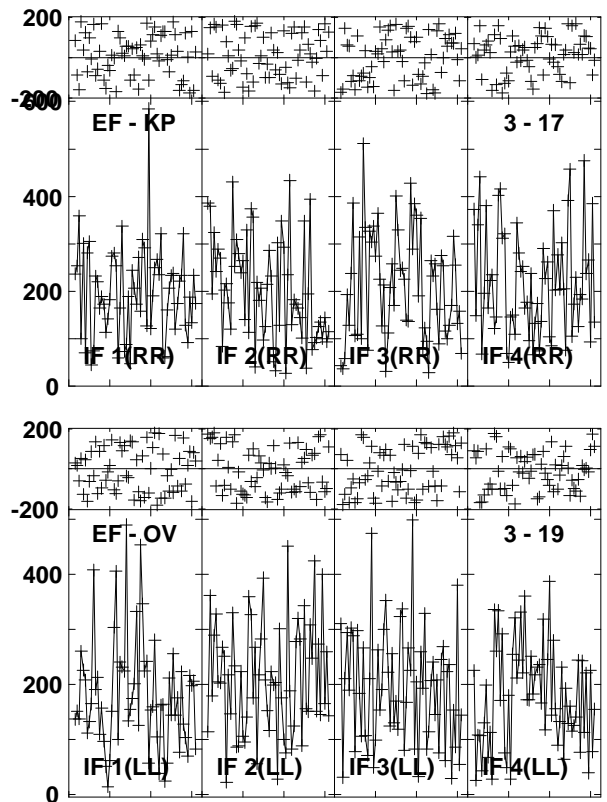 200
-200
600
EF - KP 3 - 17
400
200
IF 1(RR) IF 2(RR) IF 3(RR) IF 4(RR)
0
200
-200
EF - OV 3 - 19
400
200
IF 1(LL) IF 2(LL) IF 3(LL) IF 4(LL)
0